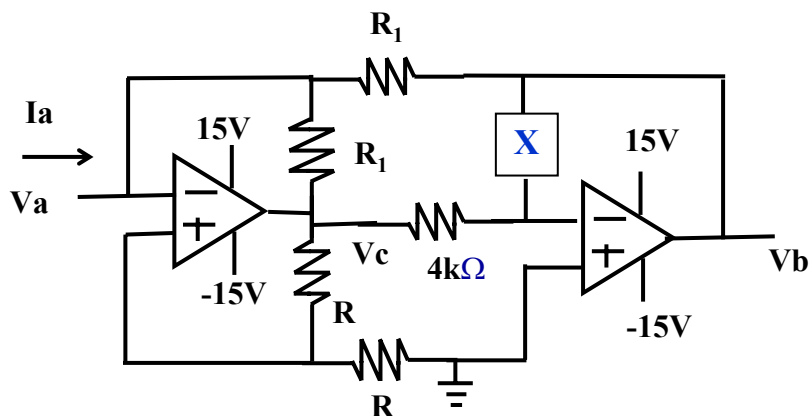 R₁
Ia
15V
X
15V
R₁
Va
−
+
−
+
Vc
4kΩ
Vb
-15V
R
-15V
R